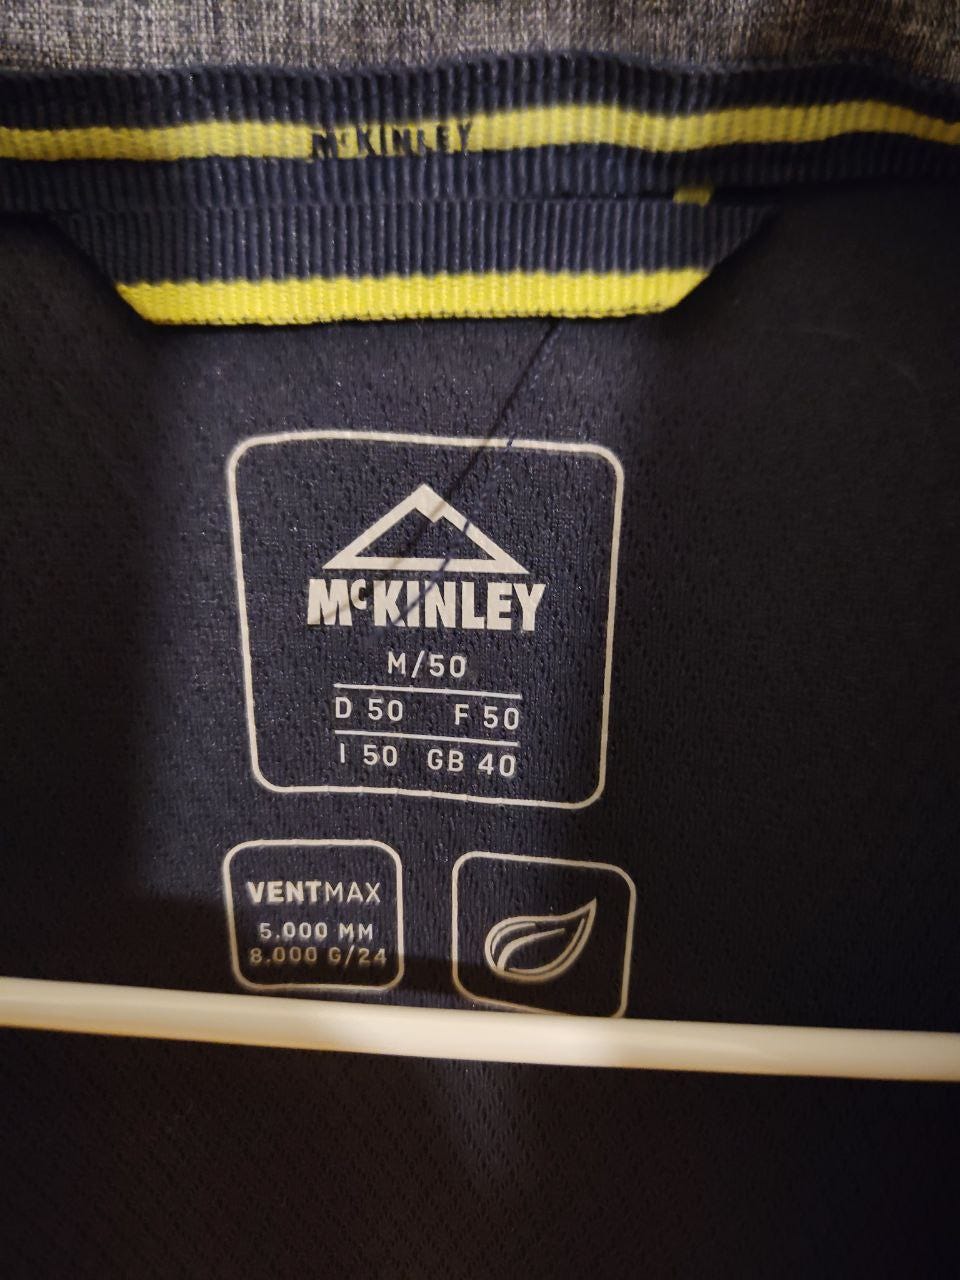 McKINLEY
McKINLEY
M/50
D 50 F 50
I 50 GB 40
VENTMAX
5.000 MM
8.000 G/24